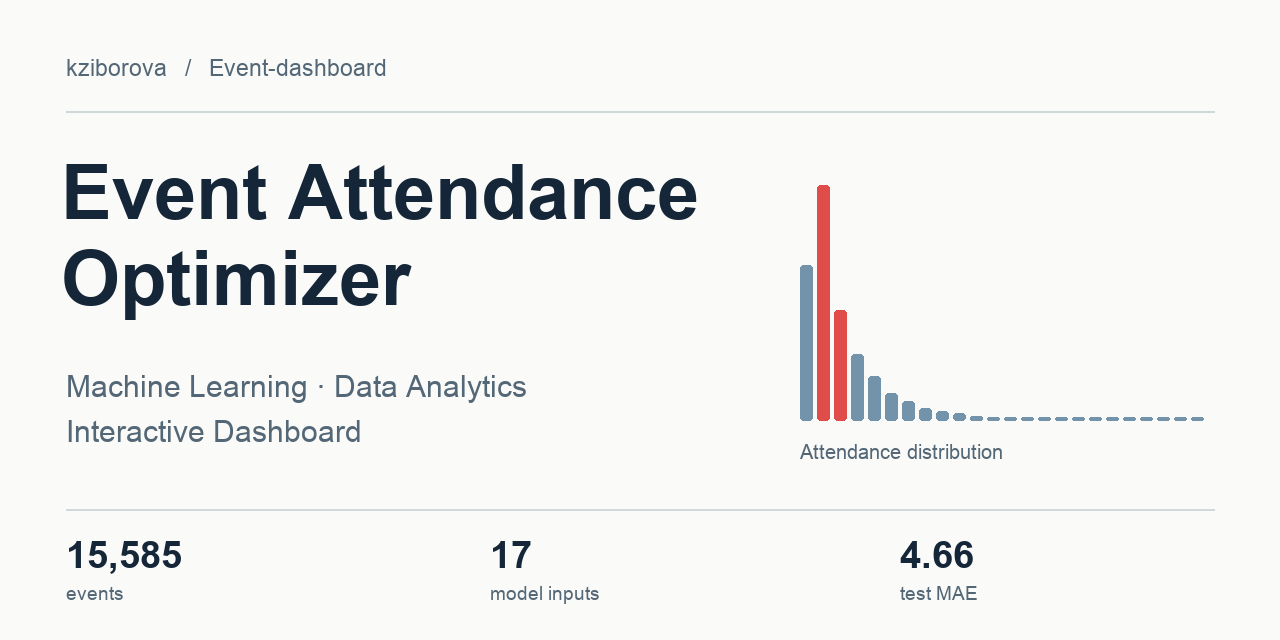 kziborova / Event-dashboard
Event Attendance
Optimizer
Machine Learning · Data Analytics
Interactive Dashboard
Attendance distribution
15,585
events
17
model inputs
4.66
test MAE